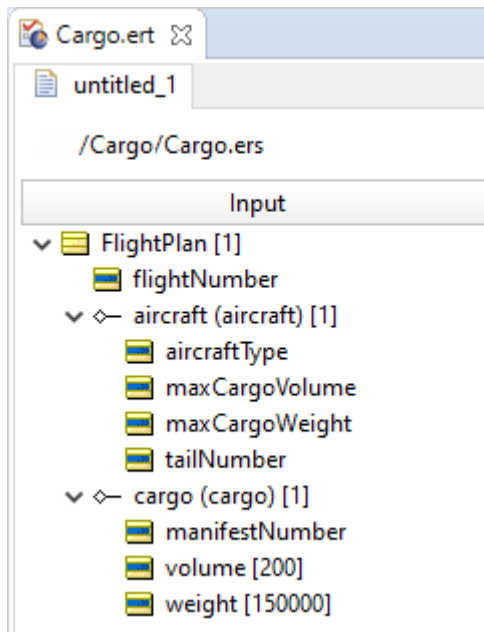 Cargo.ert
untitled_1
/Cargo/Cargo.ers
Input
FlightPlan [1]
flightNumber
aircraft (aircraft) [1]
aircraftType
maxCargoVolume
maxCargoWeight
tailNumber
cargo (cargo) [1]
manifestNumber
volume [200]
weight [150000]